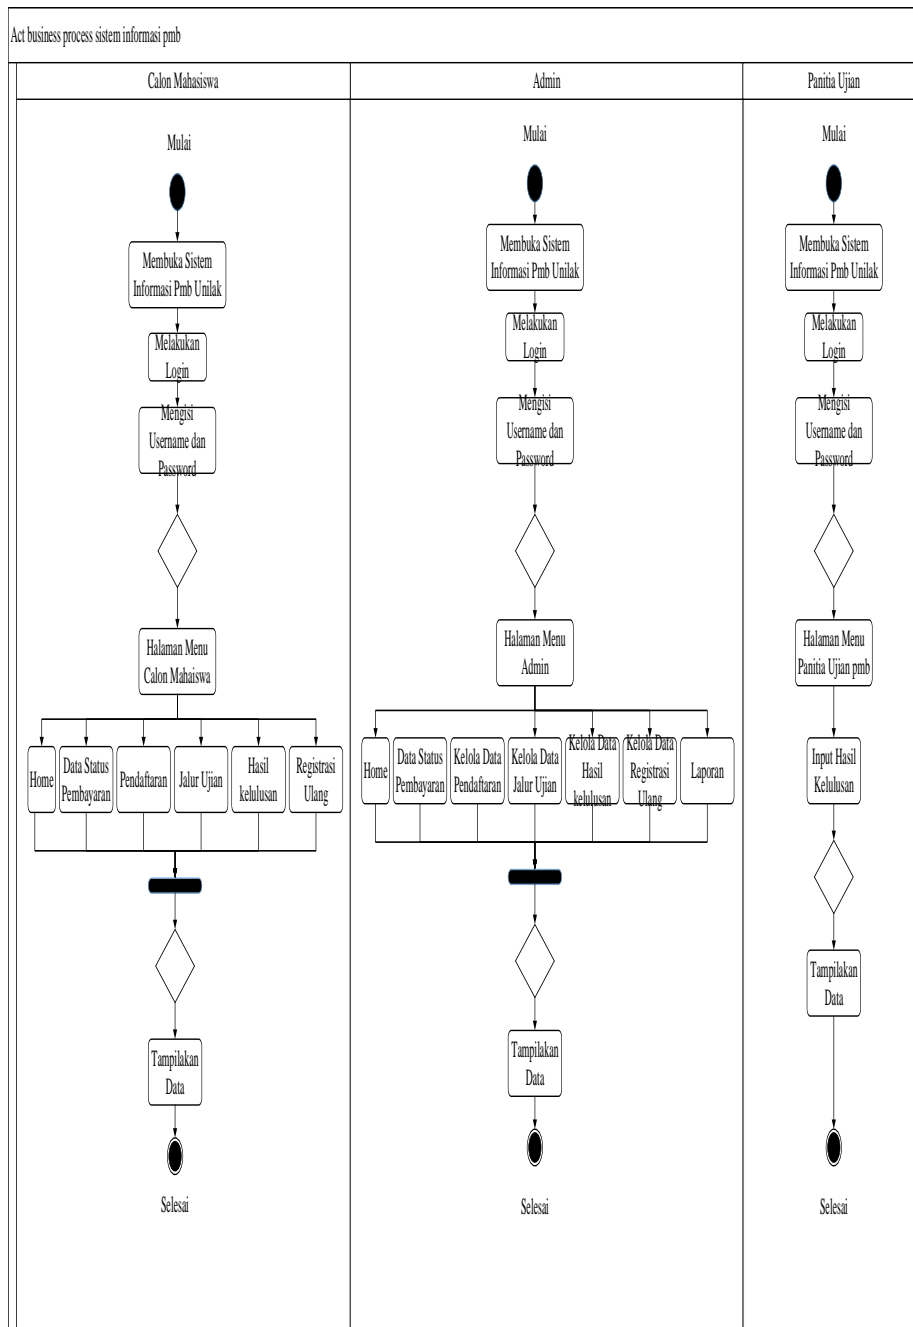 Act business process sistem informasi pmb
Calon Mahasiswa
Admin
Panitia Ujian
Mulai
Membuka Sistem
Informasi Pmb Unilak
Melakukan
Login
Mengisi
Username dan
Password
Halaman Menu
Calon Mahaiswa
Home
Data Status
Pembayaran
Pendaftaran
Jalur Ujian
Hasil
kelulusan
Registrasi
Ulang
Tampilakan
Data
Selesai
Mulai
Membuka Sistem
Informasi Pmb Unilak
Melakukan
Login
Mengisi
Username dan
Password
Halaman Menu
Admin
Home
Data Status
Pembayaran
Kelola Data
Pendaftaran
Kelola Data
Jalur Ujian
Kelola Data
Hasil
kelulusan
Kelola Data
Registrasi
Ulang
Laporan
Tampilakan
Data
Selesai
Mulai
Membuka Sistem
Informasi Pmb Unilak
Melakukan
Login
Mengisi
Username dan
Password
Halaman Menu
Panitia Ujian pmb
Input Hasil
Kelulusan
Tampilakan
Data
Selesai